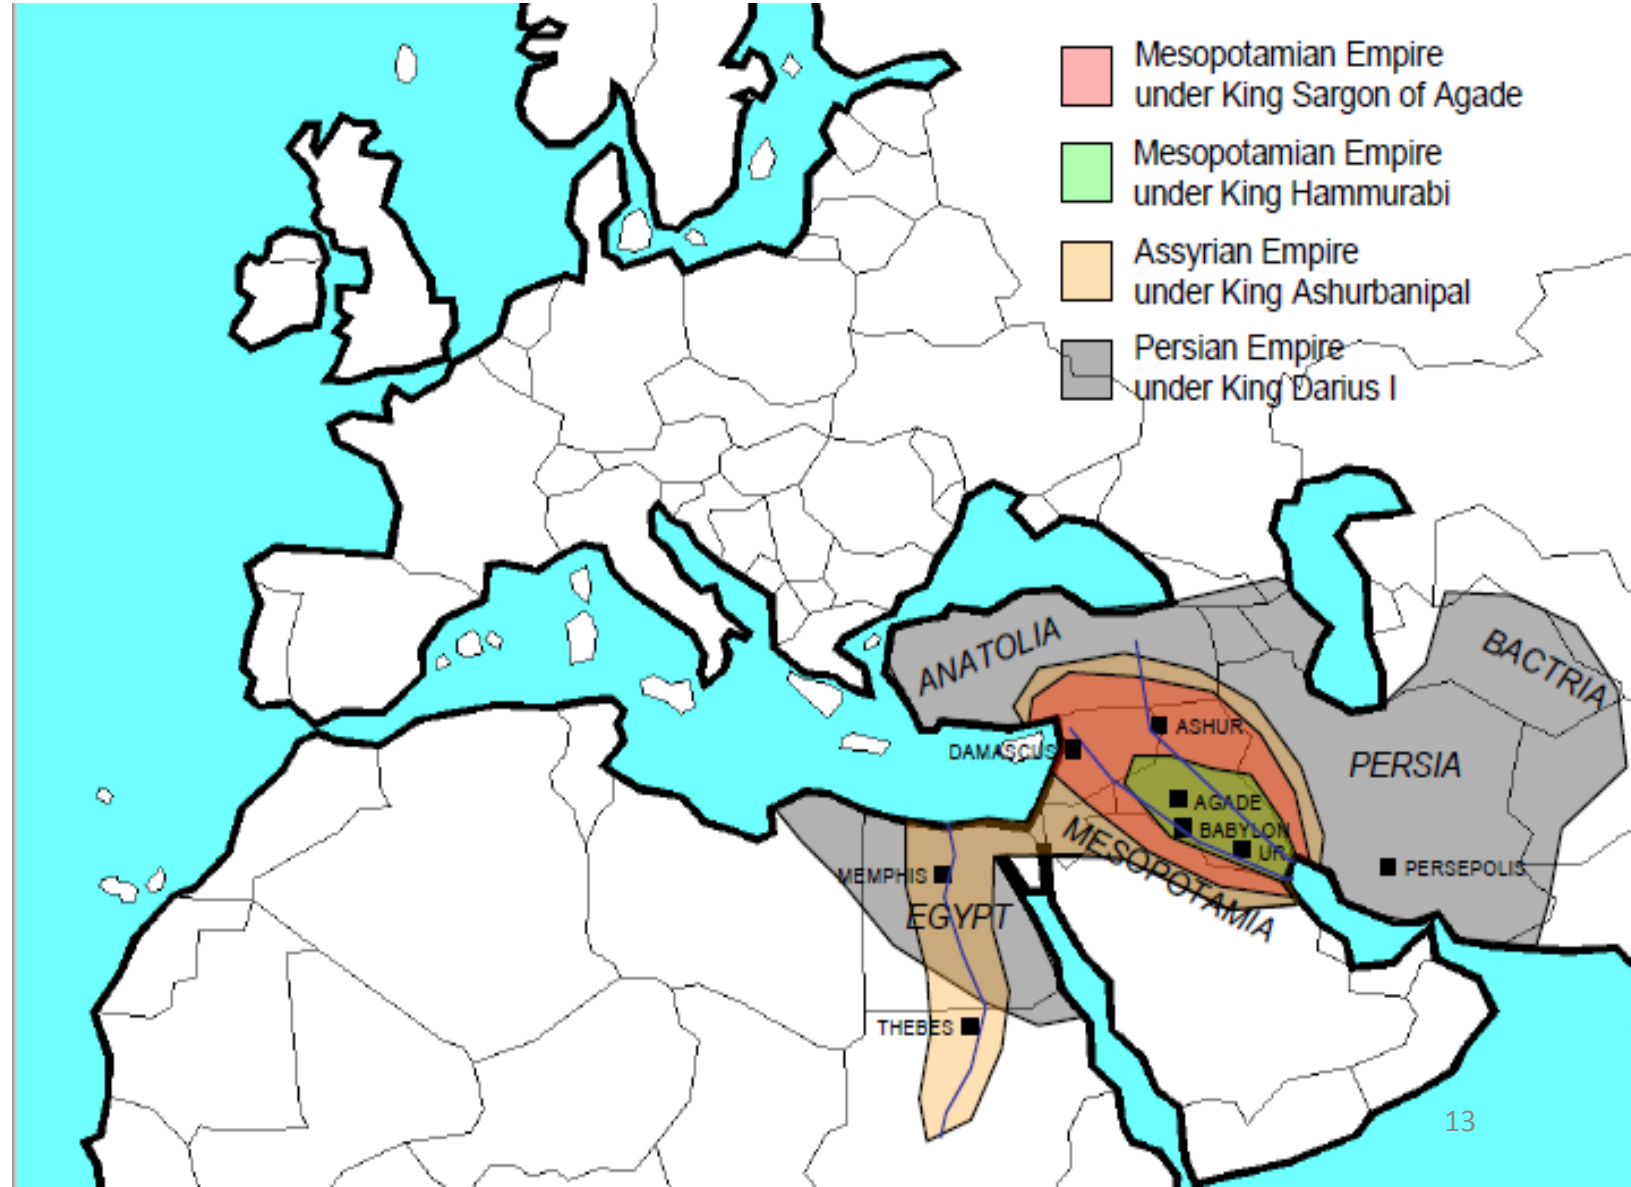 Mesopotamian Empire
under King Sargon of Agade
Mesopotamian Empire
under King Hammurabi
Assyrian Empire
under King Ashurbanipal
Persian Empire
under King Darius I
ANATOLIA
BACTRIA
ASHUR
DAMASCUS
PERSIA
AGADE
BABYLON
UR
MESOPOTAMIA
PERSEPOLIS
MEMPHIS
EGYPT
THEBES
13